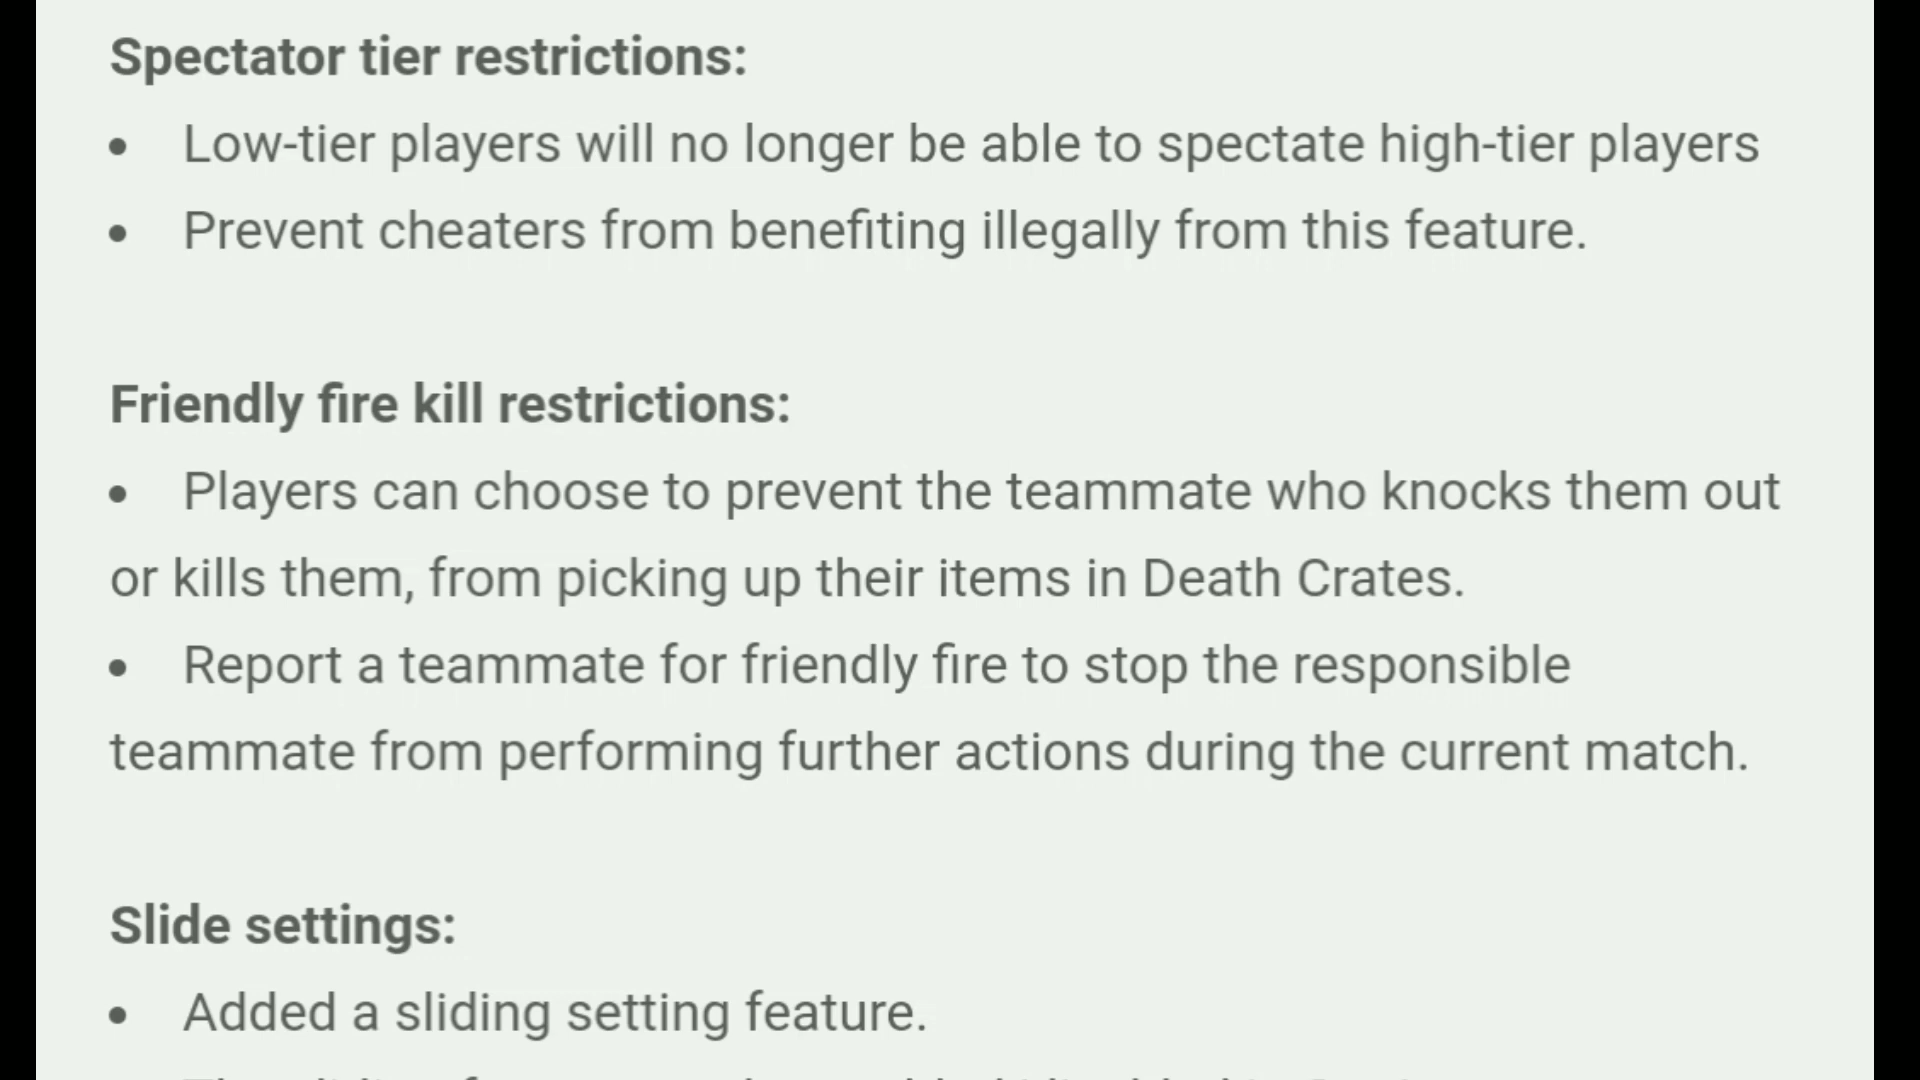 Spectator tier restrictions:
• Low-tier players will no longer be able to spectate high-tier players
• Prevent cheaters from benefiting illegally from this feature.
Friendly fire kill restrictions:
• Players can choose to prevent the teammate who knocks them out
or kills them, from picking up their items in Death Crates.
• Report a teammate for friendly fire to stop the responsible
teammate from performing further actions during the current match.
Slide settings:
• Added a sliding setting feature.